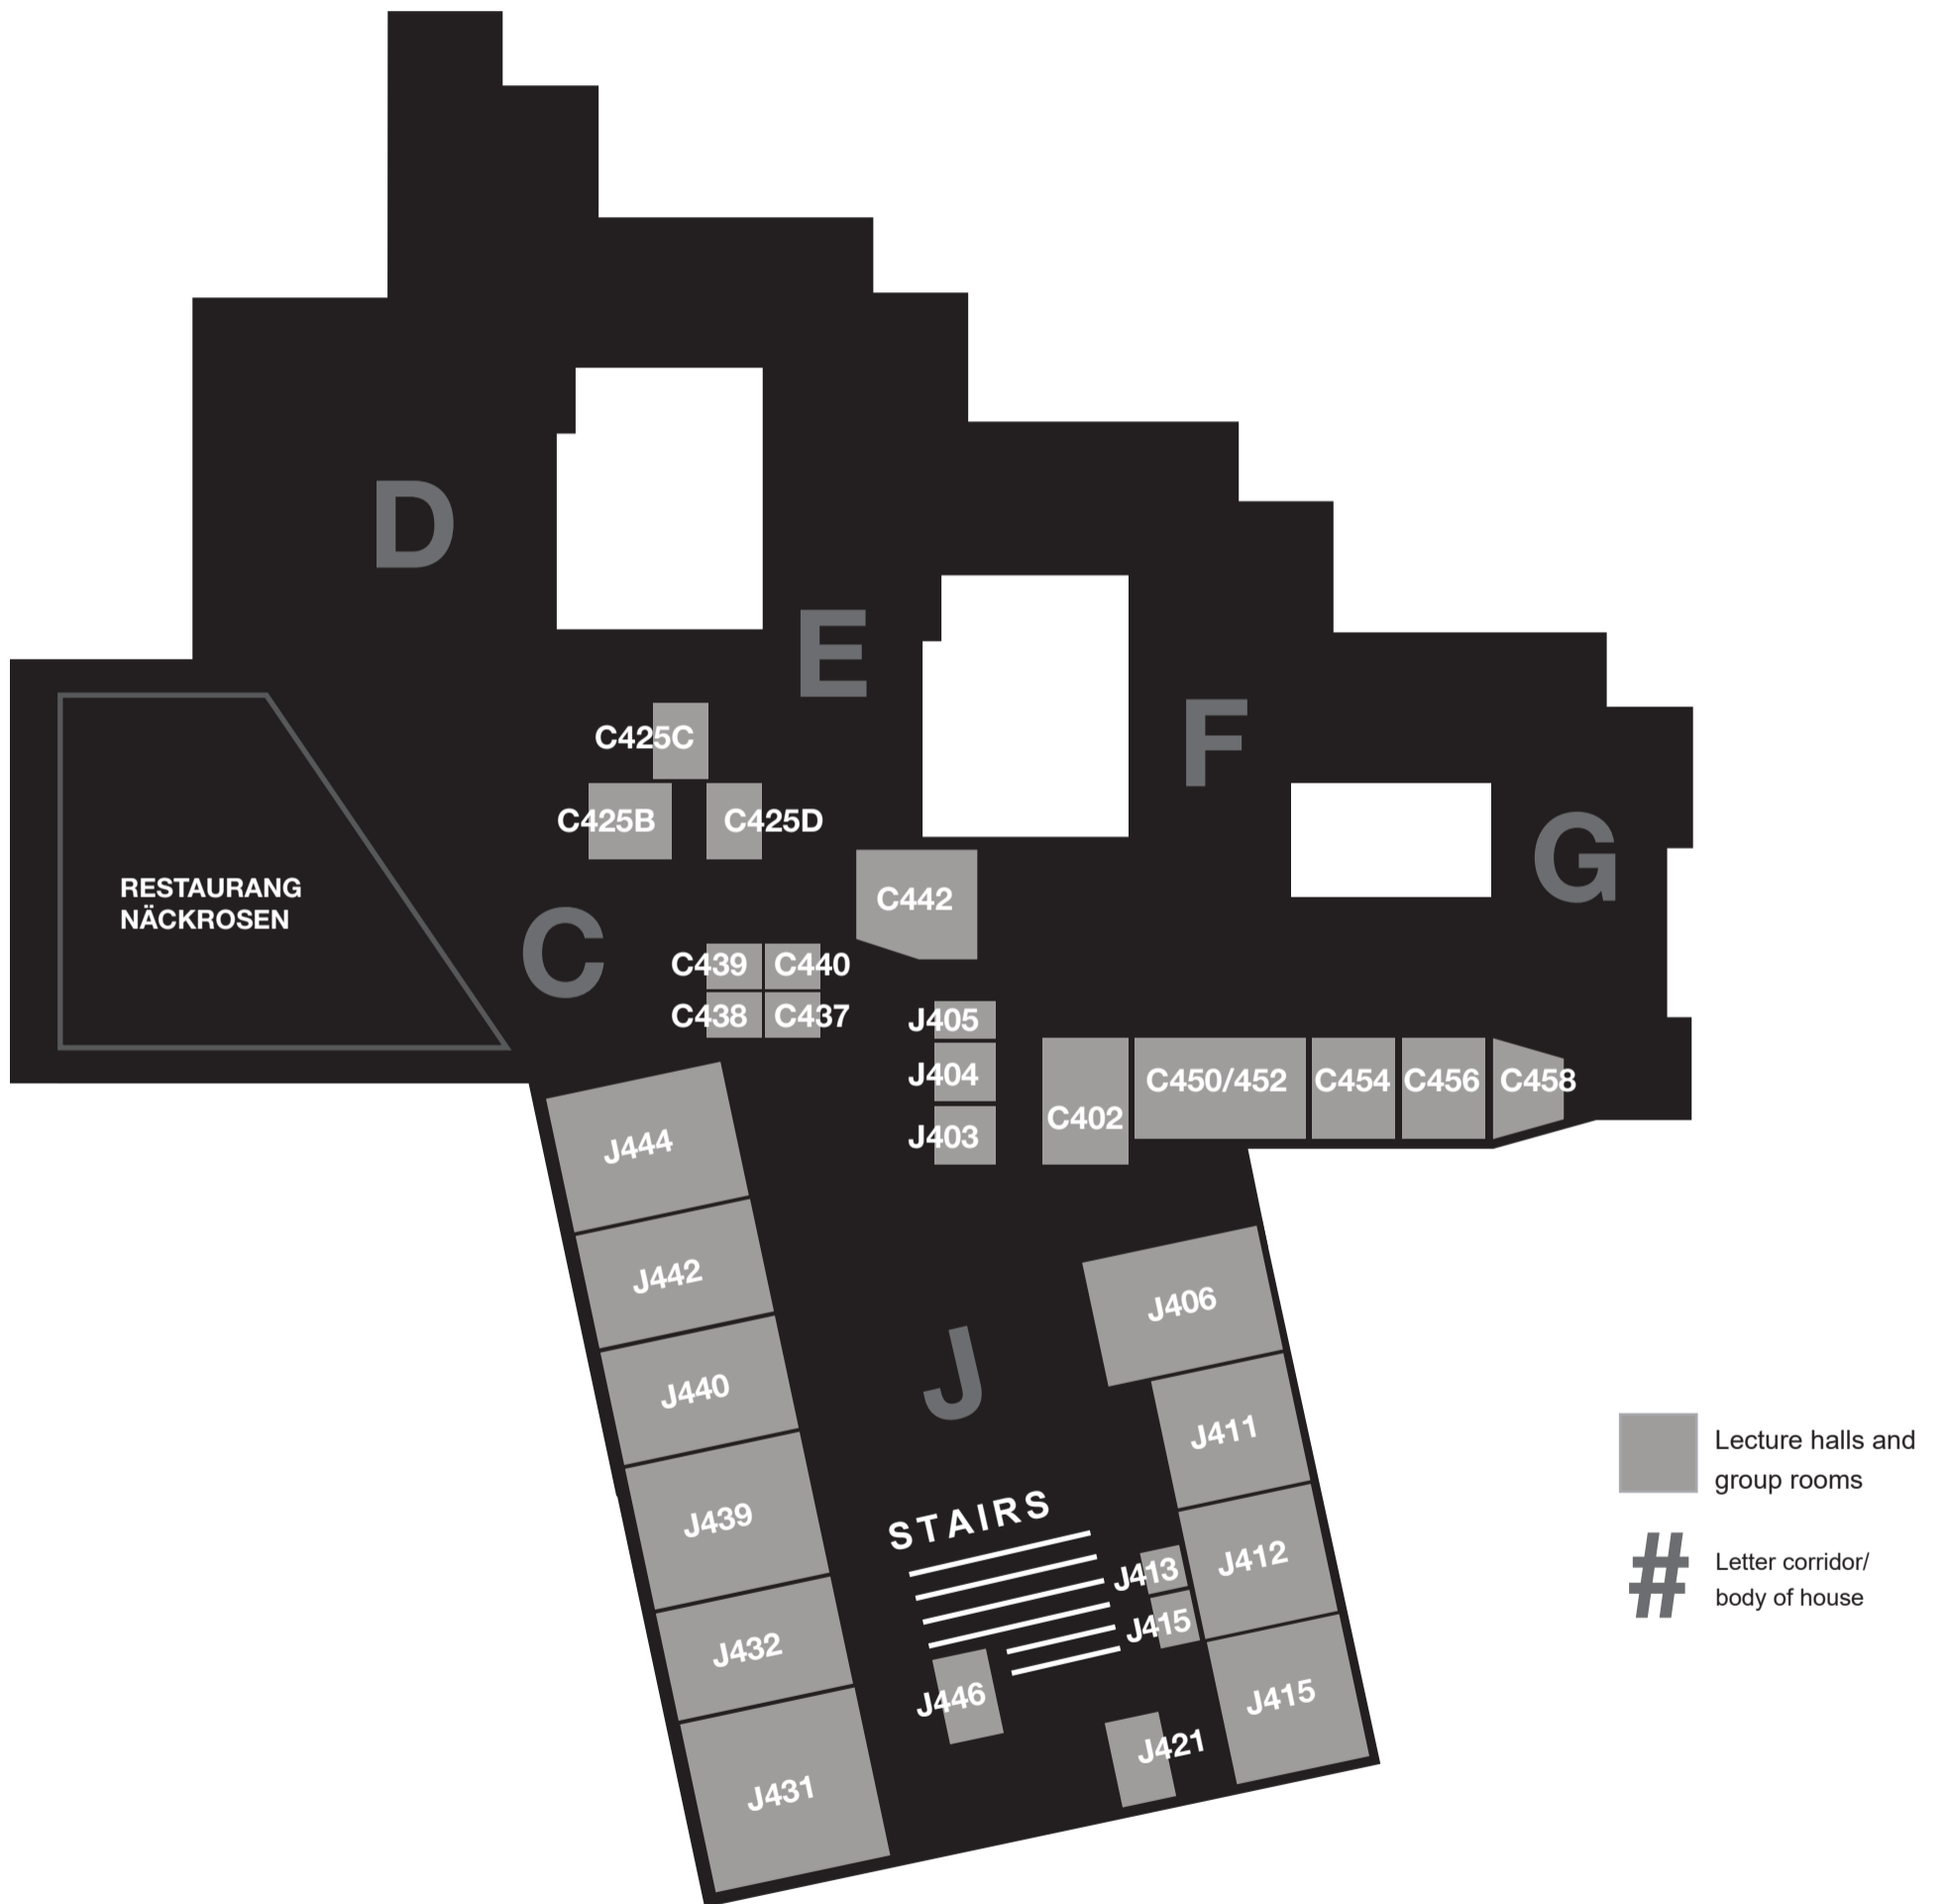 D
E
F
C425C
C425B
C425D
G
RESTAURANG
NÄCKROSEN
C442
C
C439
C440
C438
C437
J405
J404
J403
C402
C450/452
C454
C456
C458
J444
J442
J406
J440
J
J411
J439
STAIRS
J413
J412
J415
J432
J446
J415
J421
J431
Lecture halls and
group rooms
#
Letter corridor/
body of house